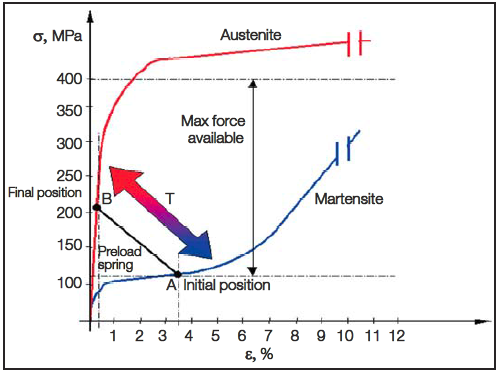 σ, MPa
Austenite
400
350
300
250
200
150
100
Max force
available
Final position
B
T
Martensite
Preload
spring
A
Initial position
1 2 3 4 5 6 7 8 9 10 11 12
ε, %